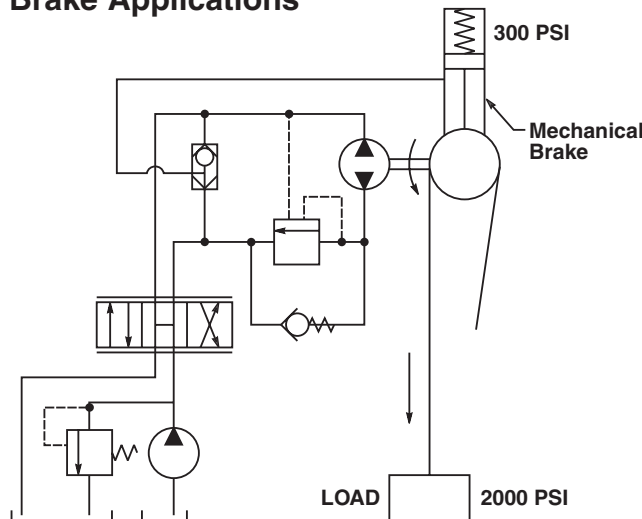 Brake Applications
300 PSI
Mechanical
Brake
LOAD
2000 PSI